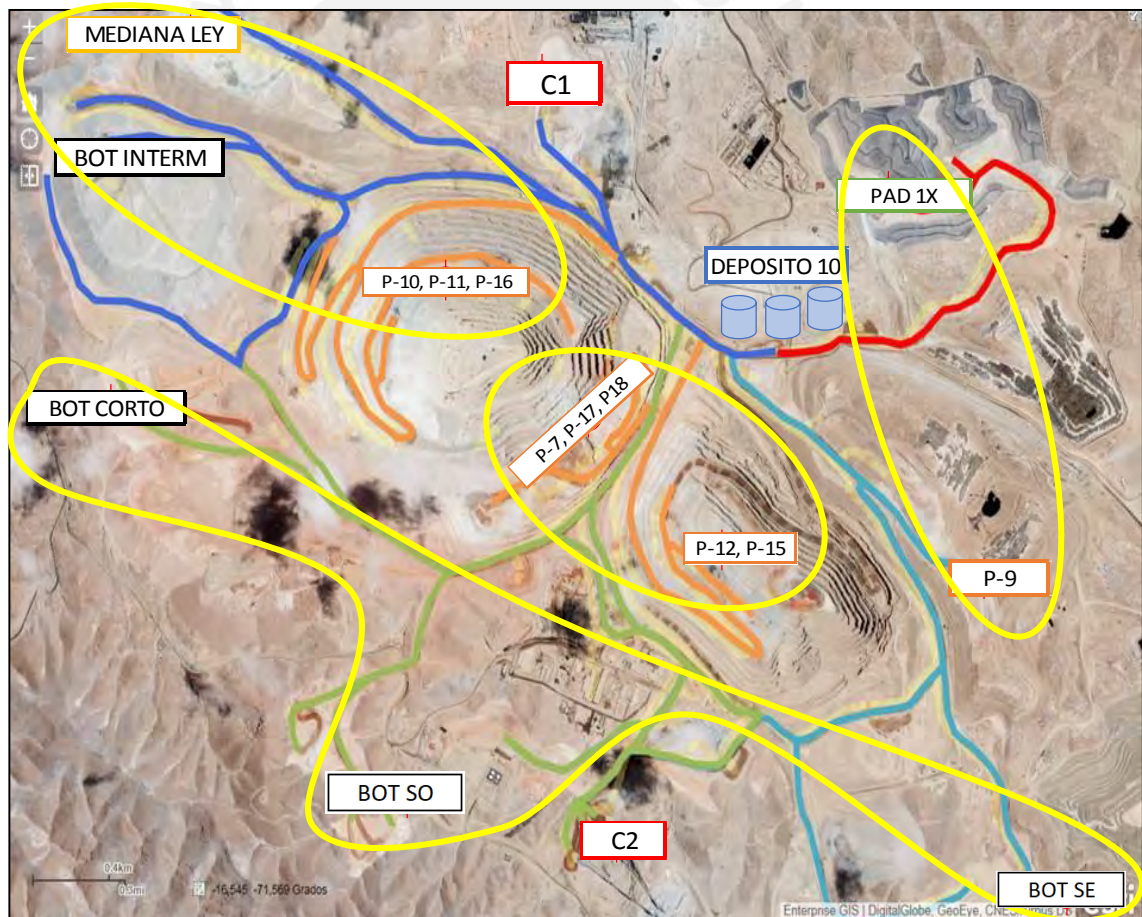 MEDIANA LEY
C1
BOT INTERM
PAD 1X
DEPOSITO 10
P-10, P-11, P-16
BOT CORTO
P-7, P-17, P18
P-12, P-15
P-9
BOT SO
C2
BOT SE
0.4km
0.3mi
-16,545 -71,569 Grados
Enterprise GIS | DigitalGlobe, GeoEye,